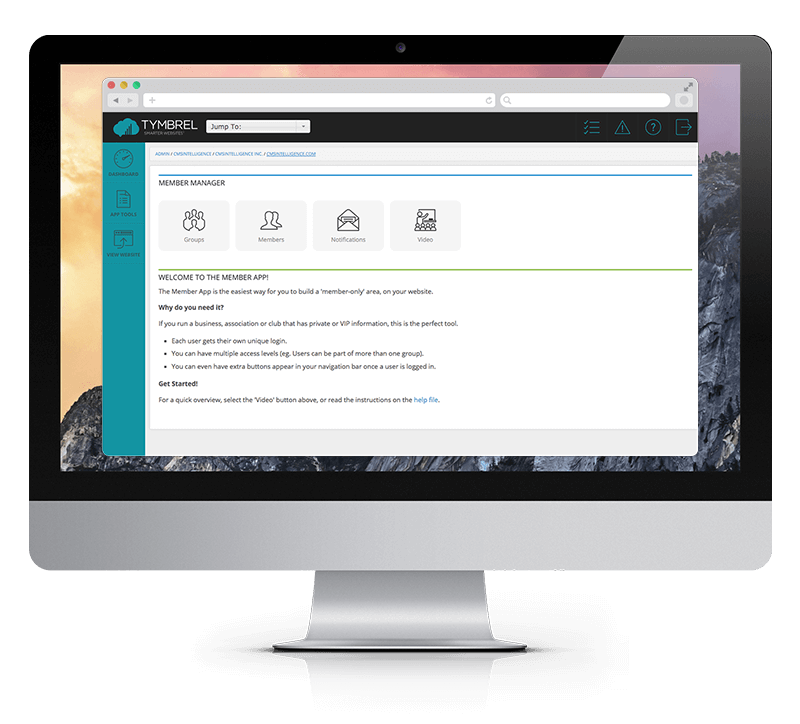 TYMBREL
SMARTER WEBSITES
Jump To:
?
ADMIN / CMSINTELLIGENCE / CMSINTELLIGENCE INC. / CMSINTELLIGENCE.COM
DASHBOARD
APP TOOLS
VIEW WEBSITE
MEMBER MANAGER
Groups
Members
Notifications
Video
WELCOME TO THE MEMBER APP!
The Member App is the easiest way for you to build a 'member-only' area, on your website.
Why do you need it?
If you run a business, association or club that has private or VIP information, this is the perfect tool.
• Each user gets their own unique login.
• You can have multiple access levels (eg. Users can be part of more than one group).
• You can even have extra buttons appear in your navigation bar once a user is logged in.
Get Started!
For a quick overview, select the 'Video' button above, or read the instructions on the help file.